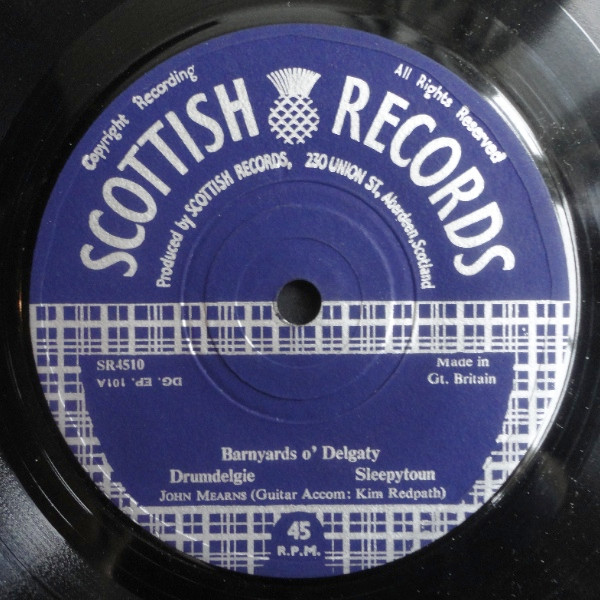 Copyright Recording
All Rights Reserved
SCOTTISH RECORDS
Produced by SCOTTISH RECORDS, 230 UNION ST., Aberdeen, Scotland
SR4510
Made in
DG. EP. 101A
Gt. Britain
Barnyards o' Delgaty
Drumdelgie Sleepytoun
JOHN MEARNS (Guitar Accom: Kim Redpath)
45
R.P.M.